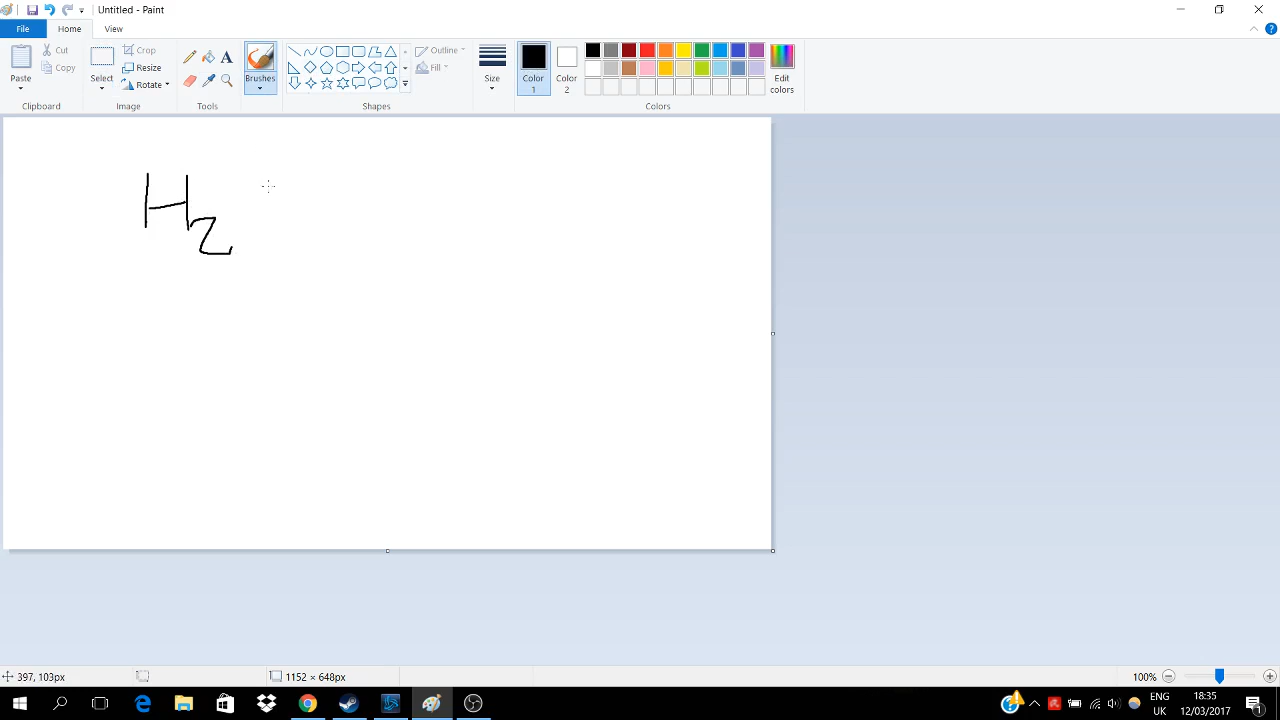 Untitled - Paint
File Home View
Paste
Cut
Copy
Select
Crop
Resize
Rotate
Brushes
Outline
Fill
Size
Color 1
Color 2
Edit colors
Clipboard Image Tools Shapes Colors
H₂
397, 103px 1152 × 648px 100%
ENG 18:35
UK 12/03/2017